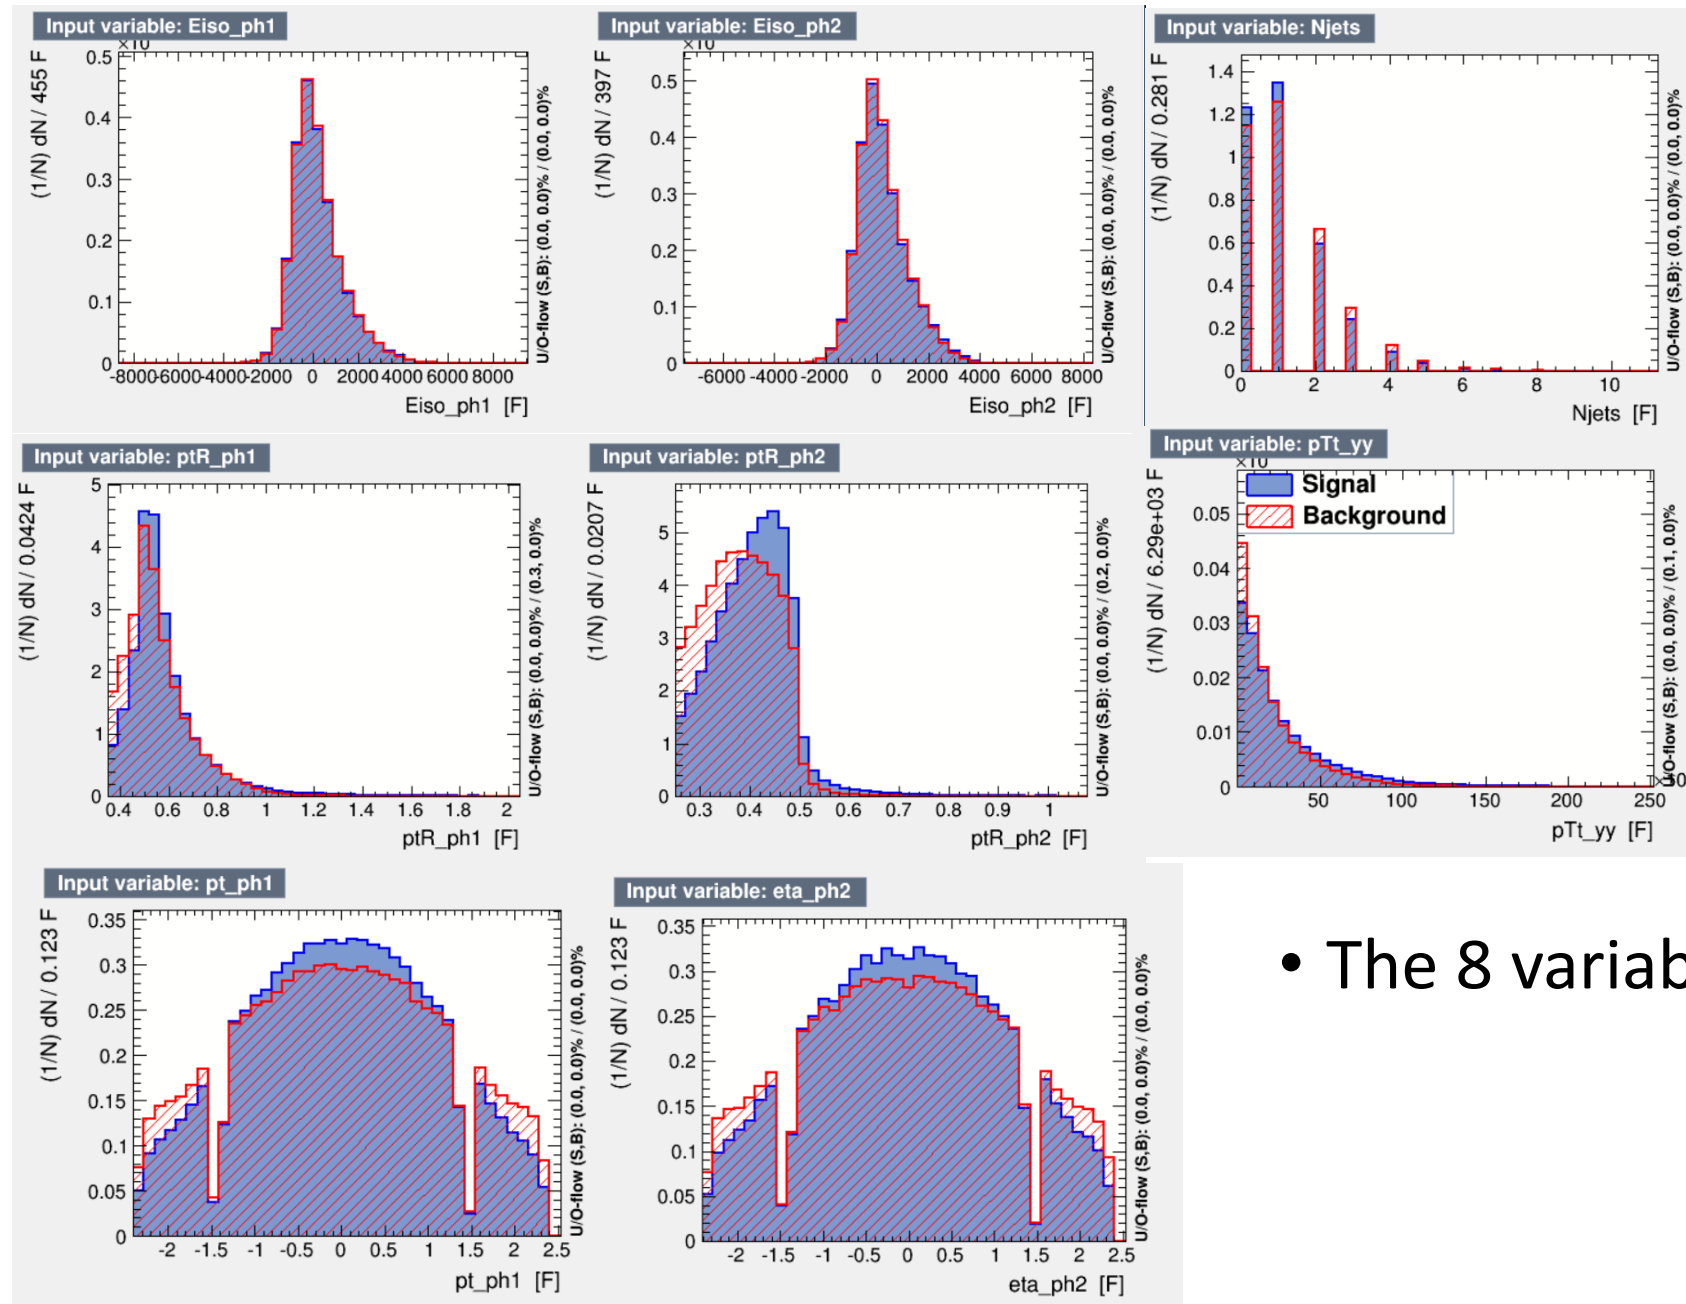 Input variable: Eiso_ph1
×10
(1/N) dN / 455 F
0.5
0.4
0.3
0.2
0.1
0
-8000-6000-4000-2000 0 2000 4000 6000 8000
Eiso_ph1 [F]
U/O-flow (S,B): (0.0, 0.0)% / (0.0, 0.0)%
Input variable: Eiso_ph2
×10
(1/N) dN / 397 F
0.5
0.4
0.3
0.2
0.1
0
-6000 -4000 -2000 0 2000 4000 6000 8000
Eiso_ph2 [F]
U/O-flow (S,B): (0.0, 0.0)% / (0.0, 0.0)%
Input variable: Njets
(1/N) dN / 0.281 F
1.4
1.2
1
0.8
0.6
0.4
0.2
0
0 2 4 6 8 10
Njets [F]
U/O-flow (S,B): (0.0, 0.0)% / (0.0, 0.0)%
Input variable: ptR_ph1
(1/N) dN / 0.0424 F
5
4
3
2
1
0
0.4 0.6 0.8 1 1.2 1.4 1.6 1.8 2
ptR_ph1 [F]
U/O-flow (S,B): (0.0, 0.0)% / (0.3, 0.0)%
Input variable: ptR_ph2
(1/N) dN / 0.0207 F
5
4
3
2
1
0
0.3 0.4 0.5 0.6 0.7 0.8 0.9 1
ptR_ph2 [F]
U/O-flow (S,B): (0.0, 0.0)% / (0.2, 0.0)%
Input variable: pTt_yy
×10
Signal
Background
(1/N) dN / 6.29e+03 F
0.05
0.04
0.03
0.02
0.01
0
50 100 150 200 250
pTt_yy [F]
U/O-flow (S,B): (0.0, 0.0)% / (0.1, 0.0)%
Input variable: pt_ph1
(1/N) dN / 0.123 F
0.35
0.3
0.25
0.2
0.15
0.1
0.05
0
-2 -1.5 -1 -0.5 0 0.5 1 1.5 2 2.5
pt_ph1 [F]
U/O-flow (S,B): (0.0, 0.0)% / (0.0, 0.0)%
Input variable: eta_ph2
(1/N) dN / 0.123 F
0.35
0.3
0.25
0.2
0.15
0.1
0.05
0
-2 -1.5 -1 -0.5 0 0.5 1 1.5 2 2.5
eta_ph2 [F]
U/O-flow (S,B): (0.0, 0.0)% / (0.0, 0.0)%
• The 8 variab